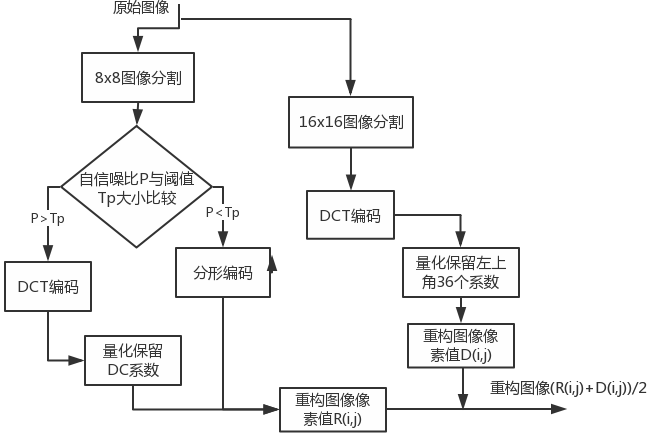 原始图像
8x8图像分割
16x16图像分割
自信噪比P与阈值
Tp大小比较
P>Tp
P<Tp
DCT编码
DCT编码
分形编码
量化保留左上
角36个系数
量化保留
DC系数
重构图像像
素值D(i,j)
重构图像(R(i,j)+D(i,j))/2
重构图像像
素值R(i,j)